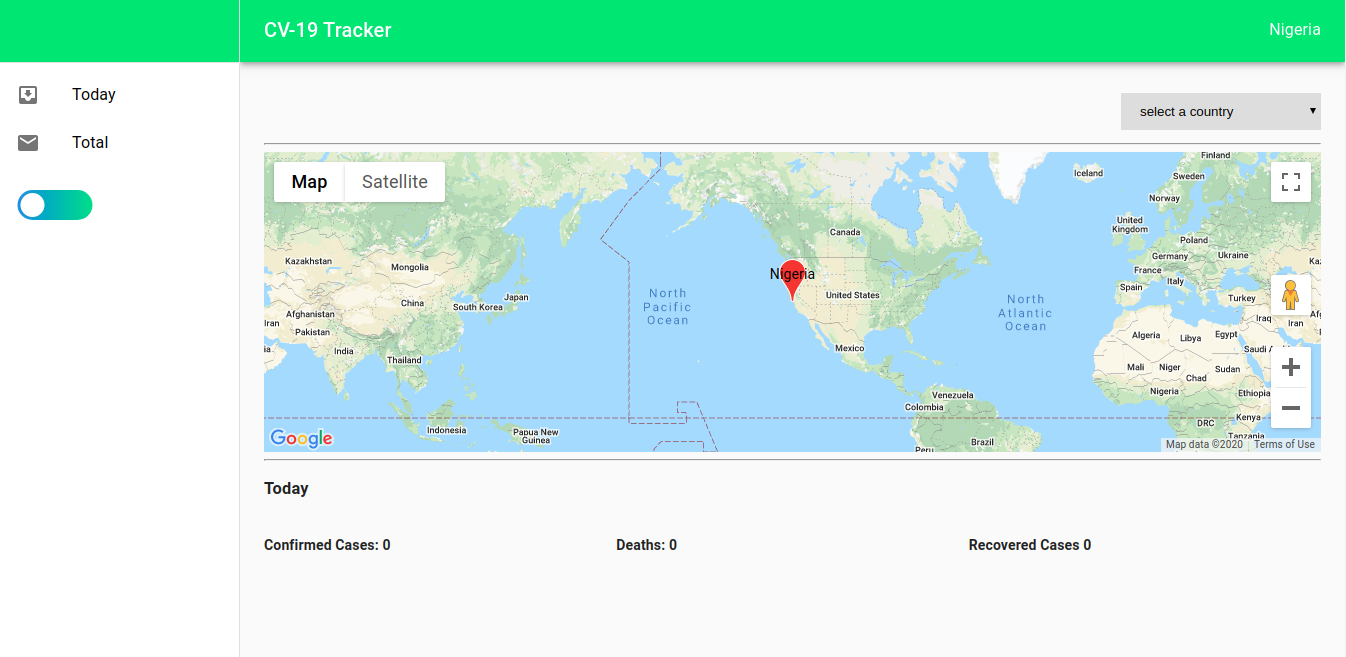 CV-19 Tracker
Nigeria
Today
Total
select a country
Map
Satellite
Finland
Iceland
Sweden
Norway
Canada
United
Kingdom
Poland
Kazakhstan
Mongolia
Germany
Ukraine
Ka
Nigeria
France
Italy
Spain
North
Pacific
Ocean
United States
North
Atlantic
Ocean
China
South Korea
Japan
Turkey
Afghanistan
Iran
Pakistan
Iraq
Iran
Af
Algeria
Libya
Egypt
India
Thailand
Mexico
Saudi A
ia
Mali
Niger
Chad
Sudan
Venezuela
Nigeria
Ethiopia
Colombia
Kenya
DRC
Indonesia
Papua New
Guinea
Brazil
Tanzania
Peru
Google
Map data ©2020
Terms of Use
Today
Confirmed Cases: 0
Deaths: 0
Recovered Cases 0